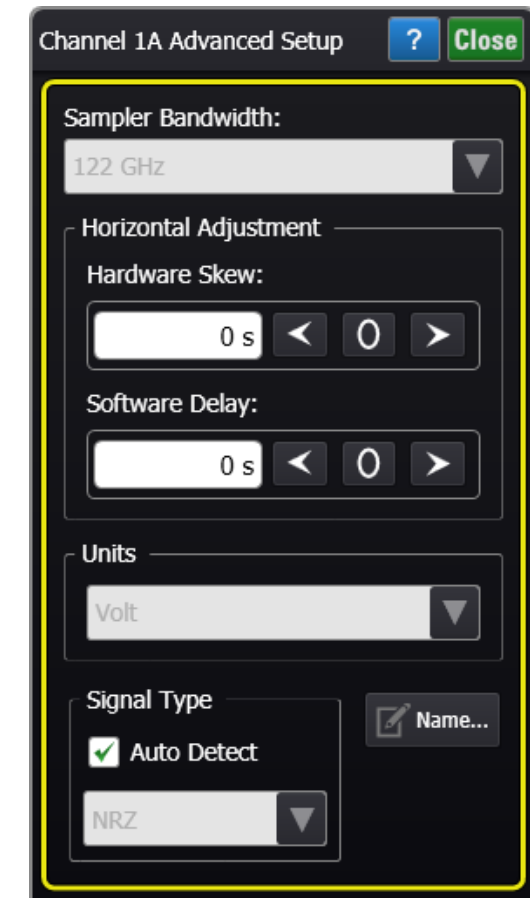 Channel 1A Advanced Setup ? Close
Sampler Bandwidth:
122 GHz
Horizontal Adjustment
Hardware Skew:
0 s < 0 >
Software Delay:
0 s < 0 >
Units
Volt
Signal Type
Name...
Auto Detect
NRZ